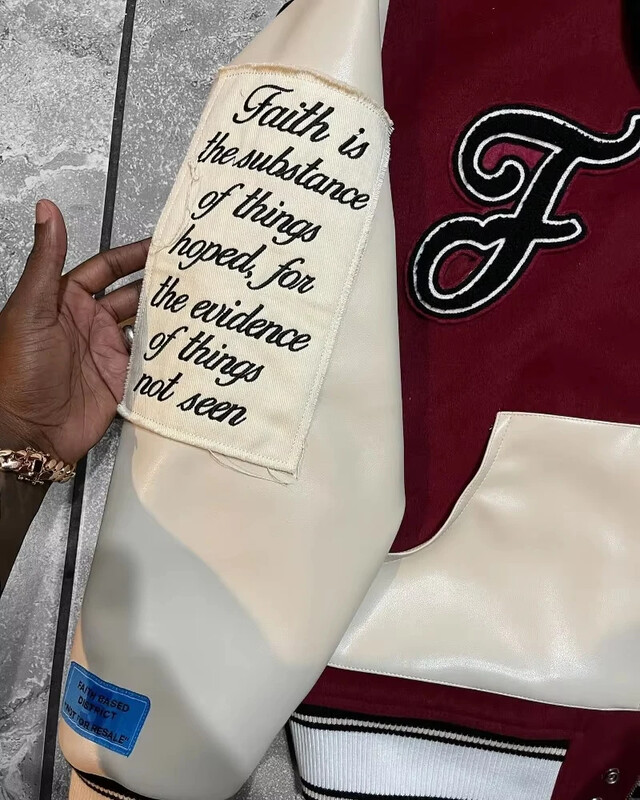 Faith is
the substance
of things
hoped, for
the evidence
of things
not seen
F
FAITH BASED
DISTRICT
"NOT FOR RESALE"